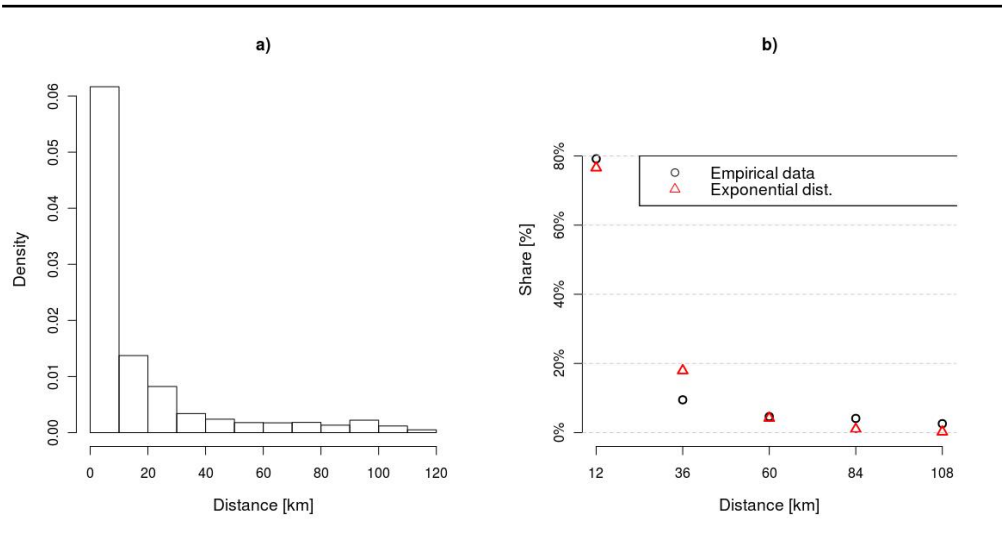 a)
0.00 0.01 0.02 0.03 0.04 0.05 0.06
Density
0 20 40 60 80 100 120
Distance [km]
b)
0% 20% 40% 60% 80%
Share [%]
Empirical data
Exponential dist.
12 36 60 84 108
Distance [km]